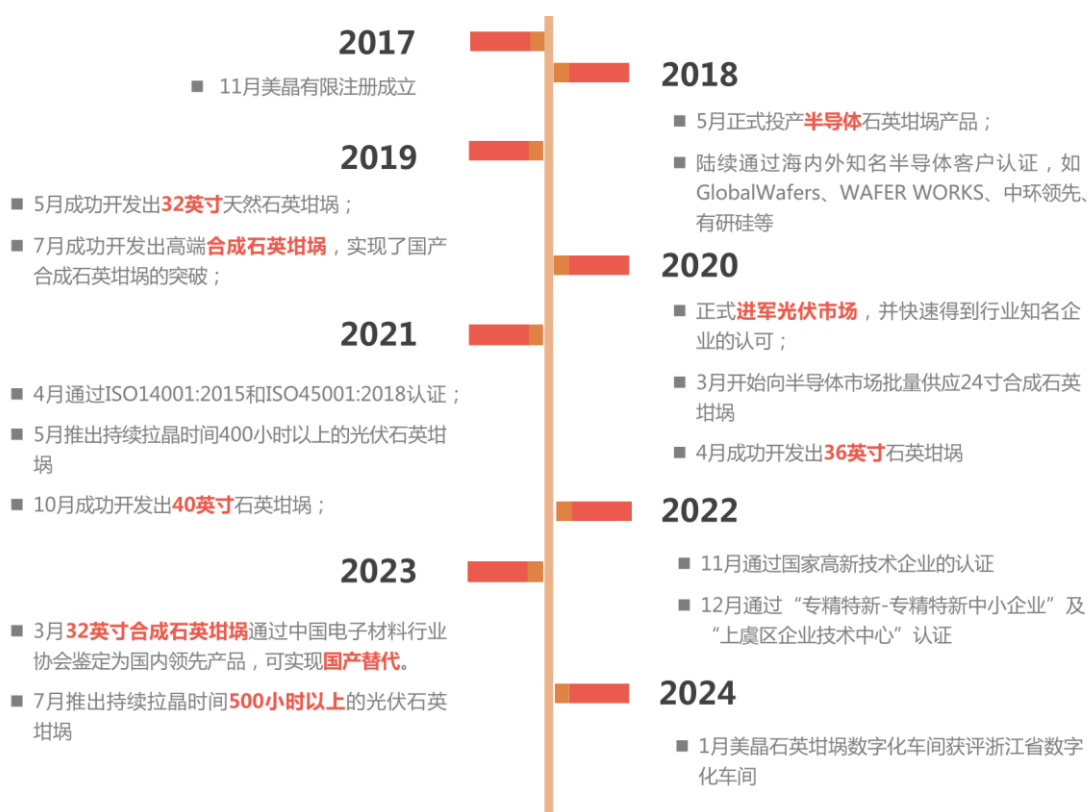 2017
■ 11月美晶有限注册成立
2018
■ 5月正式投产半导体石英坩埚产品；
■ 陆续通过海内外知名半导体客户认证，如
GlobalWafers、WAFER WORKS、中环领先、
有研硅等
2019
■ 5月成功开发出32英寸天然石英坩埚；
■ 7月成功开发出高端合成石英坩埚，实现了国产
合成石英坩埚的突破；
2020
■ 正式进军光伏市场，并快速得到行业知名企
业的认可；
■ 3月开始向半导体市场批量供应24寸合成石英
坩埚
■ 4月成功开发出36英寸石英坩埚
2021
■ 4月通过ISO14001:2015和ISO45001:2018认证；
■ 5月推出持续拉晶时间400小时以上的光伏石英坩
埚
■ 10月成功开发出40英寸石英坩埚；
2022
■ 11月通过国家高新技术企业的认证
■ 12月通过“专精特新-专精特新中小企业”及
“上虞区企业技术中心”认证
2023
■ 3月32英寸合成石英坩埚通过中国电子材料行业
协会鉴定为国内领先产品，可实现国产替代。
■ 7月推出持续拉晶时间500小时以上的光伏石英
坩埚
2024
■ 1月美晶石英坩埚数字化车间获评浙江省数字
化车间